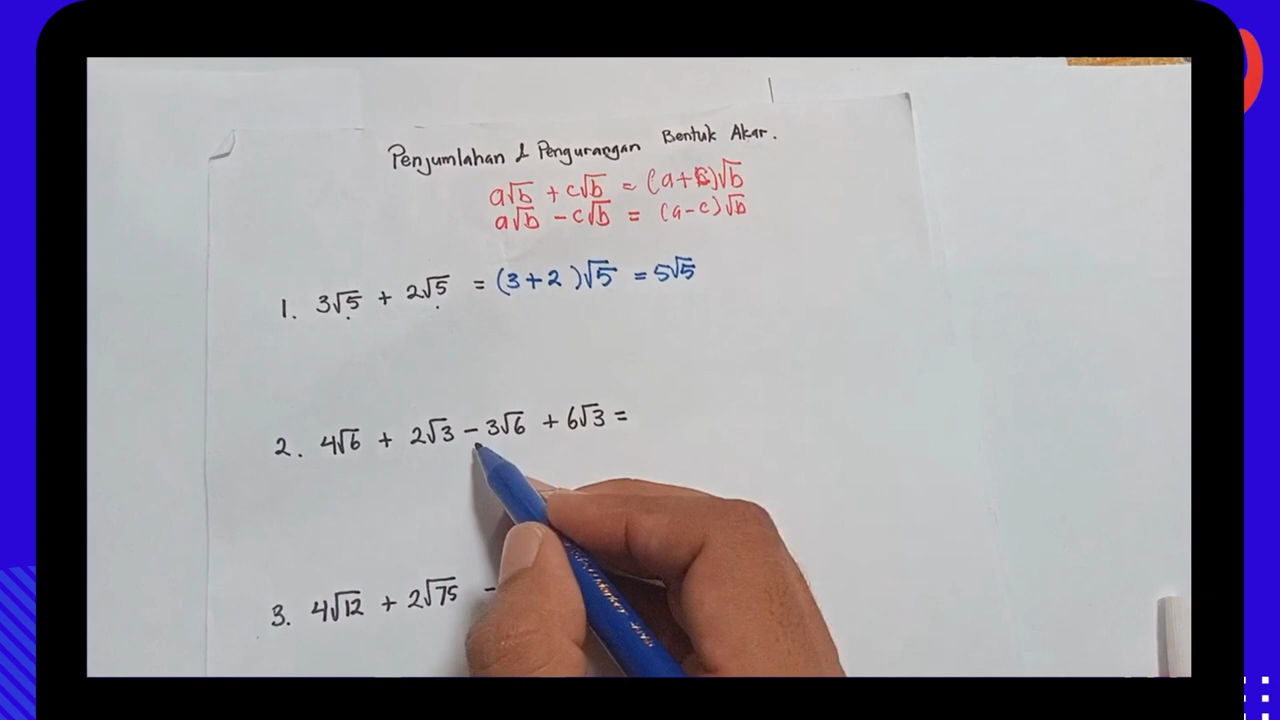 Penjumlahan & Pengurangan Bentuk Akar.
a√b + c√b = (a+c)√b
a√b - c√b = (a-c)√b
1. 3√5 + 2√5 = (3+2)√5 = 5√5
2. 4√6 + 2√3 - 3√6 + 6√3 =
3. 4√12 + 2√75 -